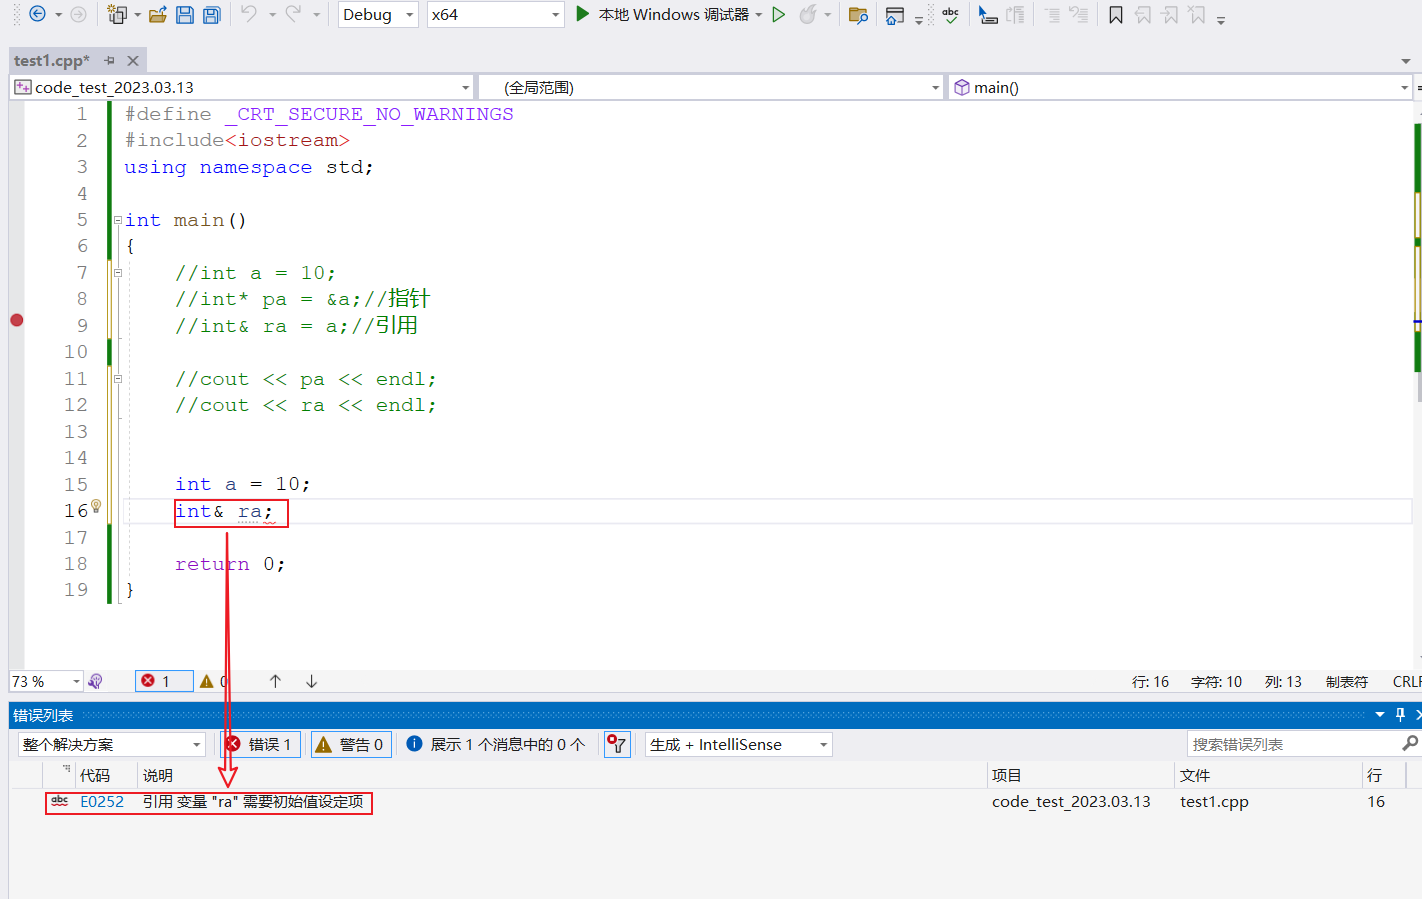 Debug x64 本地 Windows 调试器
abc
test1.cpp*
code_test_2023.03.13 (全局范围) main()
1 #define _CRT_SECURE_NO_WARNINGS
2 #include<iostream>
3 using namespace std;
4
5 int main()
6 {
7 //int a = 10;
8 //int* pa = &a;//指针
9 //int& ra = a;//引用
10
11 //cout << pa << endl;
12 //cout << ra << endl;
13
14
15 int a = 10;
16 int& ra;
17
18 return 0;
19 }
73 % 1 0 行: 16 字符: 10 列: 13 制表符 CRLF
错误列表
整个解决方案 错误 1 警告 0 展示 1 个消息中的 0 个 生成 + IntelliSense 搜索错误列表
代码 说明 项目 文件 行
abc E0252 引用 变量 "ra" 需要初始值设定项 code_test_2023.03.13 test1.cpp 16